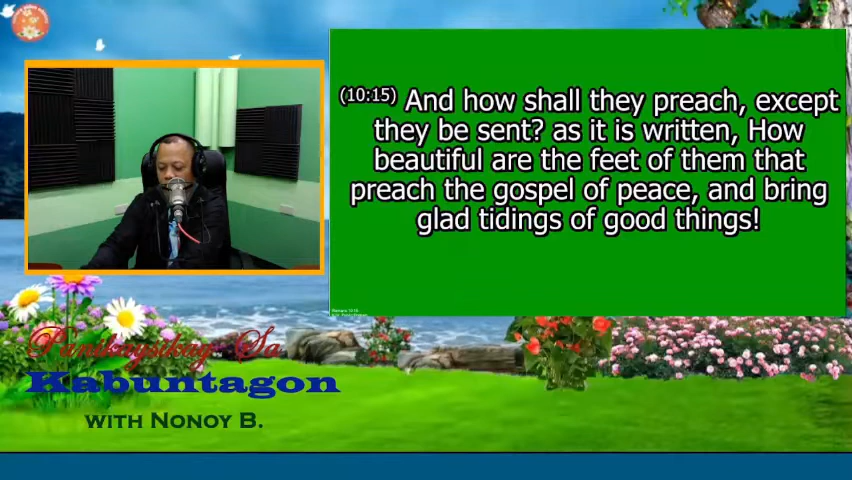 (10:15) And how shall they preach, except
they be sent? as it is written, How
beautiful are the feet of them that
preach the gospel of peace, and bring
glad tidings of good things!
Panikaysikay Sa
Kabuntagon
WITH NONOY B.